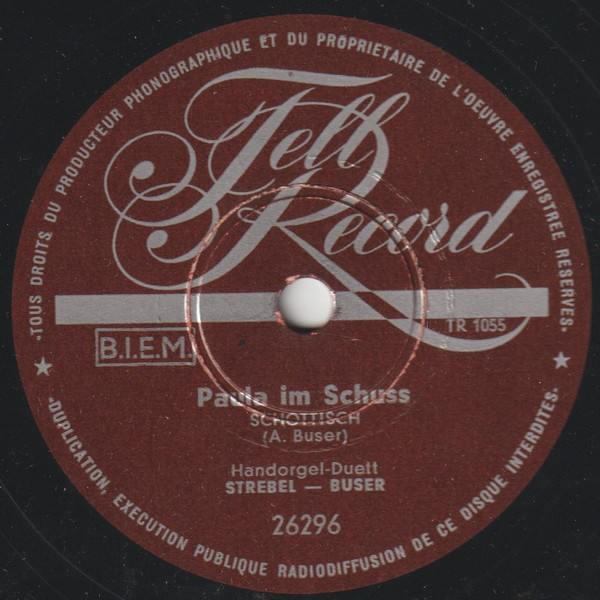 ·TOUS DROITS DU PRODUCTEUR PHONOGRAPHIQUE ET DU PROPRIETAIRE DE L'OEUVRE ENREGISTREE RESERVES·
Tell
Record
TR 1055
B.I.E.M.
Paula im Schuss
SCHOTTISCH
(A. Buser)
Handorgel-Duett
STREBEL — BUSER
26296
·DUPLICATION, EXECUTION PUBLIQUE RADIODIFFUSION DE CE DISQUE INTERDITES·